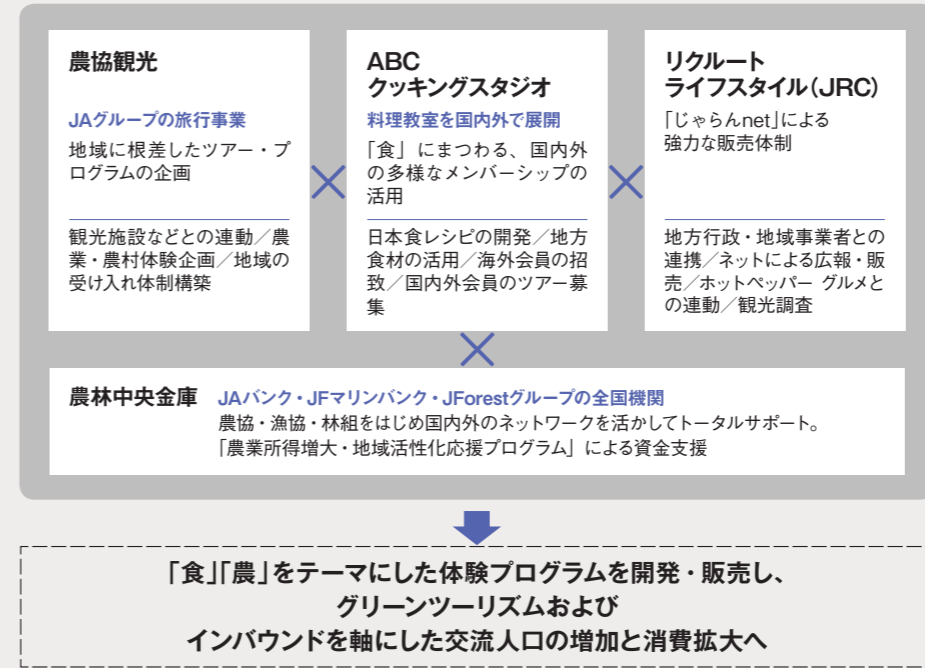 農協観光
JAグループの旅行事業
地域に根差したツアー・プ
ログラムの企画
観光施設などとの連動／農
業・農村体験企画／地域の
受け入れ体制構築
ABC
クッキングスタジオ
料理教室を国内外で展開
「食」にまつわる、国内外
の多様なメンバーシップの
活用
日本食レシピの開発／地方
食材の活用／海外会員の招
致／国内外会員のツアー募
集
リクルート
ライフスタイル（JRC）
「じゃらんnet」による
強力な販売体制
地方行政・地域事業者との
連携／ネットによる広報・販
売／ホットペッパー グルメと
の連動／観光調査
農林中央金庫 JAバンク・JFマリンバンク・JForestグループの全国機関
農協・漁協・林組をはじめ国内外のネットワークを活かしてトータルサポート。
「農業所得増大・地域活性化応援プログラム」による資金支援
「食」「農」をテーマにした体験プログラムを開発・販売し、
グリーンツーリズムおよび
インバウンドを軸にした交流人口の増加と消費拡大へ